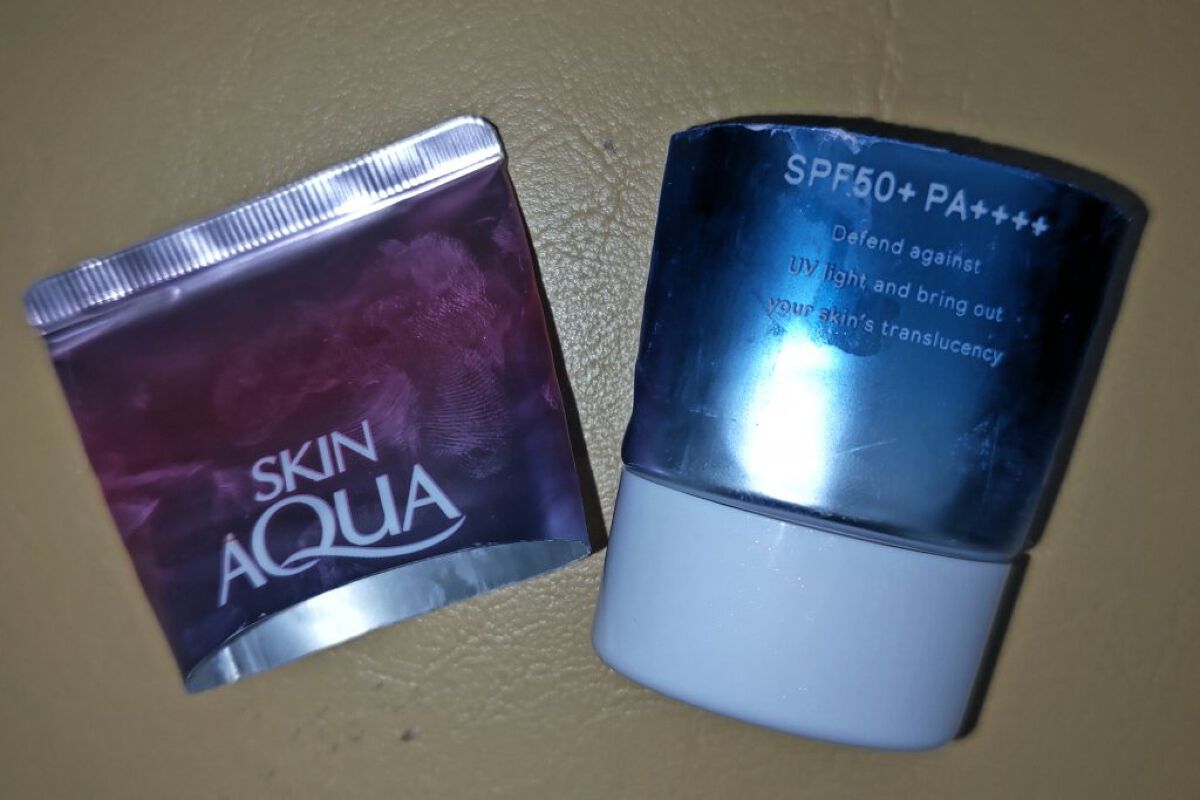 SKIN
AQUA
SPF50+ PA++++
Defend against
UV light and bring out
your skin's translucency